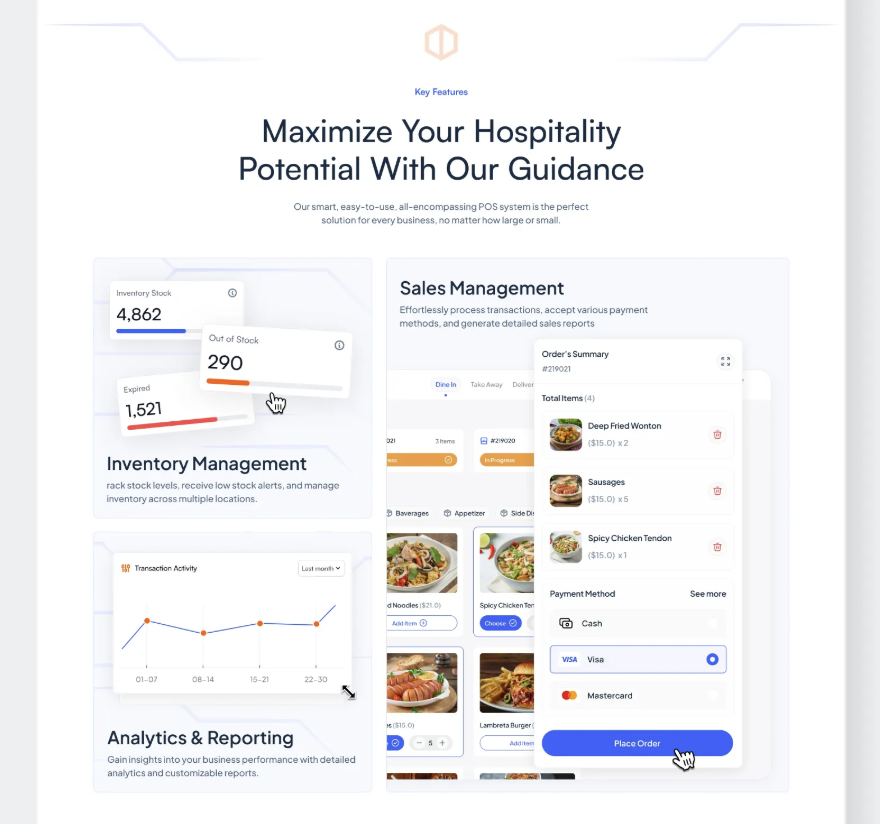 Key Features
Maximize Your Hospitality
Potential With Our Guidance
Our smart, easy-to-use, all-encompassing POS system is the perfect
solution for every business, no matter how large or small.
Inventory Stock
4,862
Out of Stock
290
Expired
1,521
Inventory Management
rack stock levels, receive low stock alerts, and manage
inventory across multiple locations.
Transaction Activity
Last month
01-07 08-14 15-21 22-30
Analytics & Reporting
Gain insights into your business performance with detailed
analytics and customizable reports.
Sales Management
Effortlessly process transactions, accept various payment
methods, and generate detailed sales reports
Dine In Take Away Deliver
021 3 Items #219020
ess In Progress
Baverages Appetizer Side Di
d Noodles ($21.0) Spicy Chicken Ten
Add Item Choose
s ($15.0) Lambreta Burger
5 Add Item
Order's Summary
#219021
Total Items (4)
Deep Fried Wonton
($15.0) x 2
Sausages
($15.0) x 5
Spicy Chicken Tendon
($15.0) x 1
Payment Method See more
Cash
VISA Visa
Mastercard
Place Order